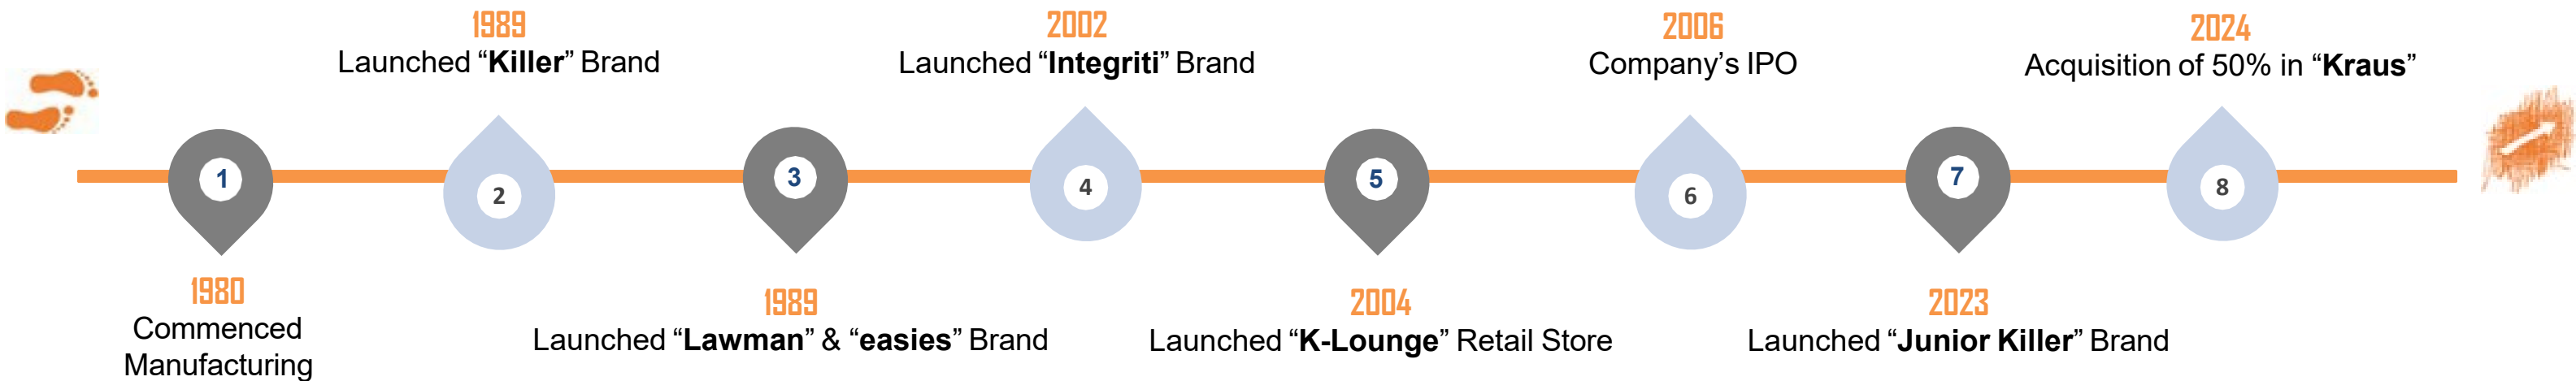 1989
Launched “Killer” Brand
2002
Launched “Integriti” Brand
2006
Company’s IPO
2024
Acquisition of 50% in “Kraus”
1
2
3
4
5
6
7
8
1980
Commenced
Manufacturing
1989
Launched “Lawman” & “easies” Brand
2004
Launched “K-Lounge” Retail Store
2023
Launched “Junior Killer” Brand